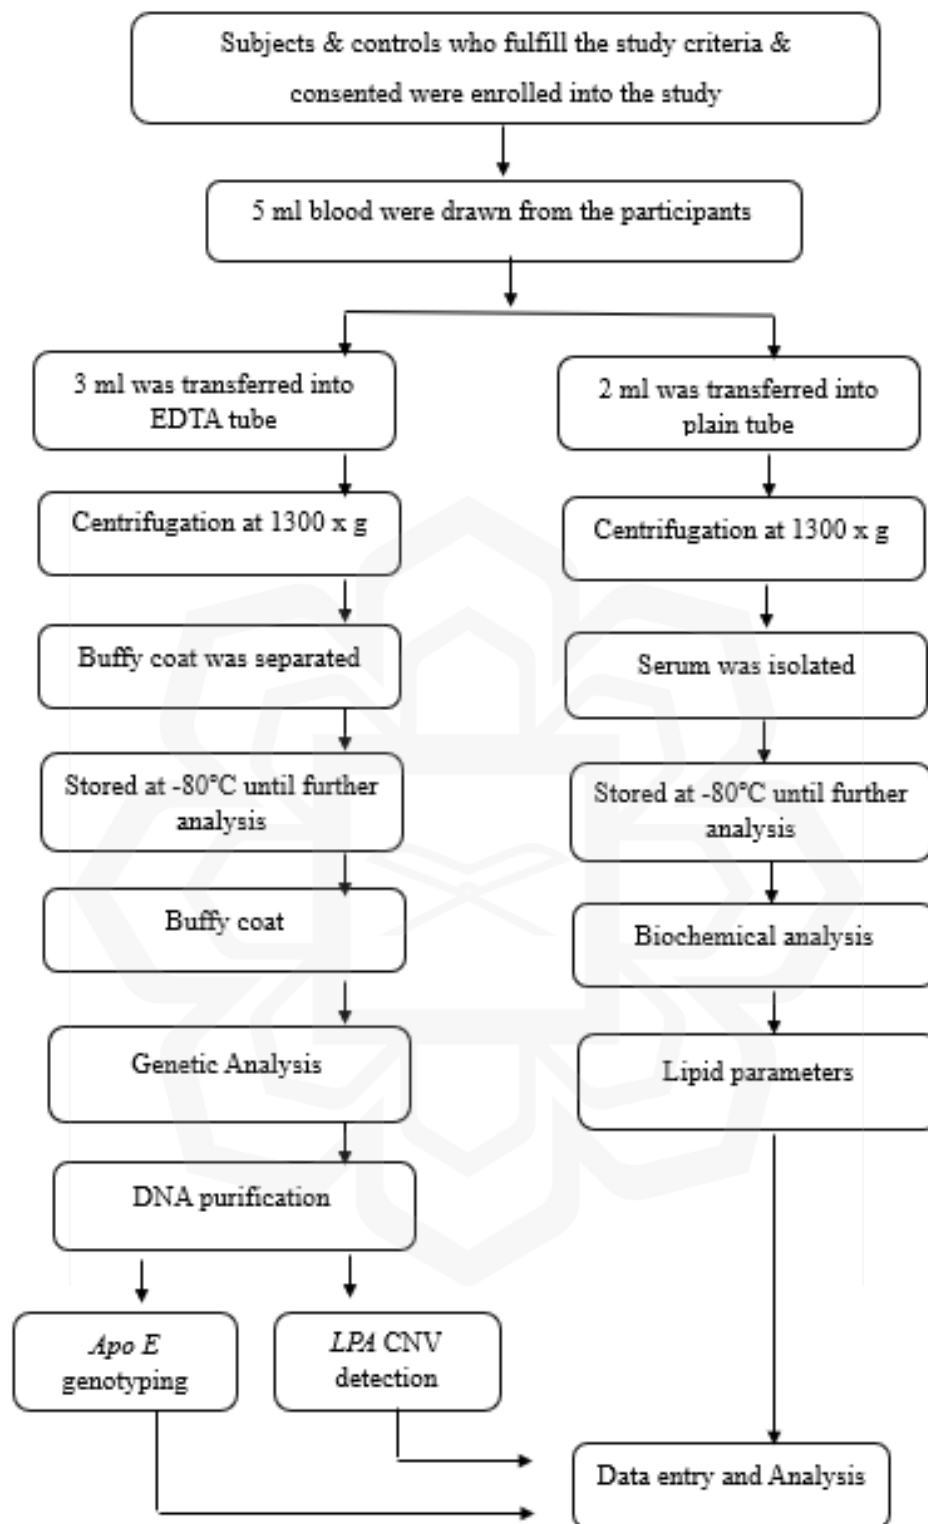 Subjects & controls who fulfill the study criteria &
consented were enrolled into the study
5 ml blood were drawn from the participants
3 ml was transferred into
EDTA tube
2 ml was transferred into
plain tube
Centrifugation at 1300 x g
Centrifugation at 1300 x g
Buffy coat was separated
Serum was isolated
Stored at -80°C until further
analysis
Stored at -80°C until further
analysis
Buffy coat
Biochemical analysis
Genetic Analysis
Lipid parameters
DNA purification
Apo E
genotyping
LPA CNV
detection
Data entry and Analysis